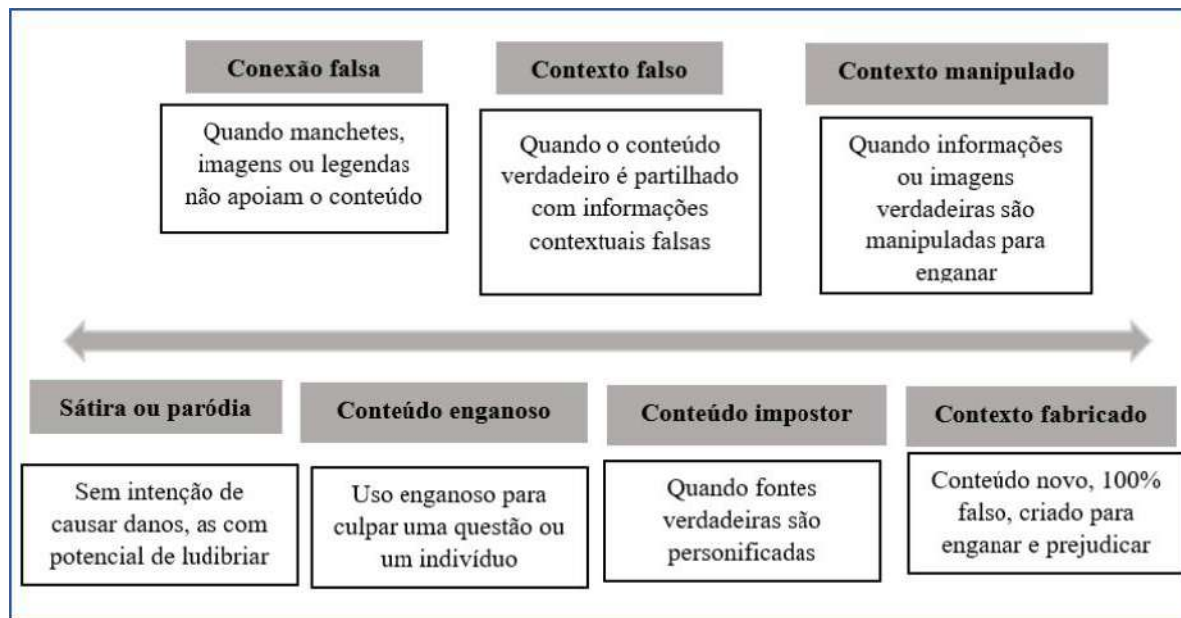 Conexão falsa
Quando manchetes,
imagens ou legendas
não apoiam o conteúdo
Contexto falso
Quando o conteúdo
verdadeiro é partilhado
com informações
contextuais falsas
Contexto manipulado
Quando informações
ou imagens
verdadeiras são
manipuladas para
enganar
Sátira ou paródia
Sem intenção de
causar danos, as com
potencial de ludibriar
Conteúdo enganoso
Uso enganoso para
culpar uma questão ou
um indivíduo
Conteúdo impostor
Quando fontes
verdadeiras são
personificadas
Contexto fabricado
Conteúdo novo, 100%
falso, criado para
enganar e prejudicar